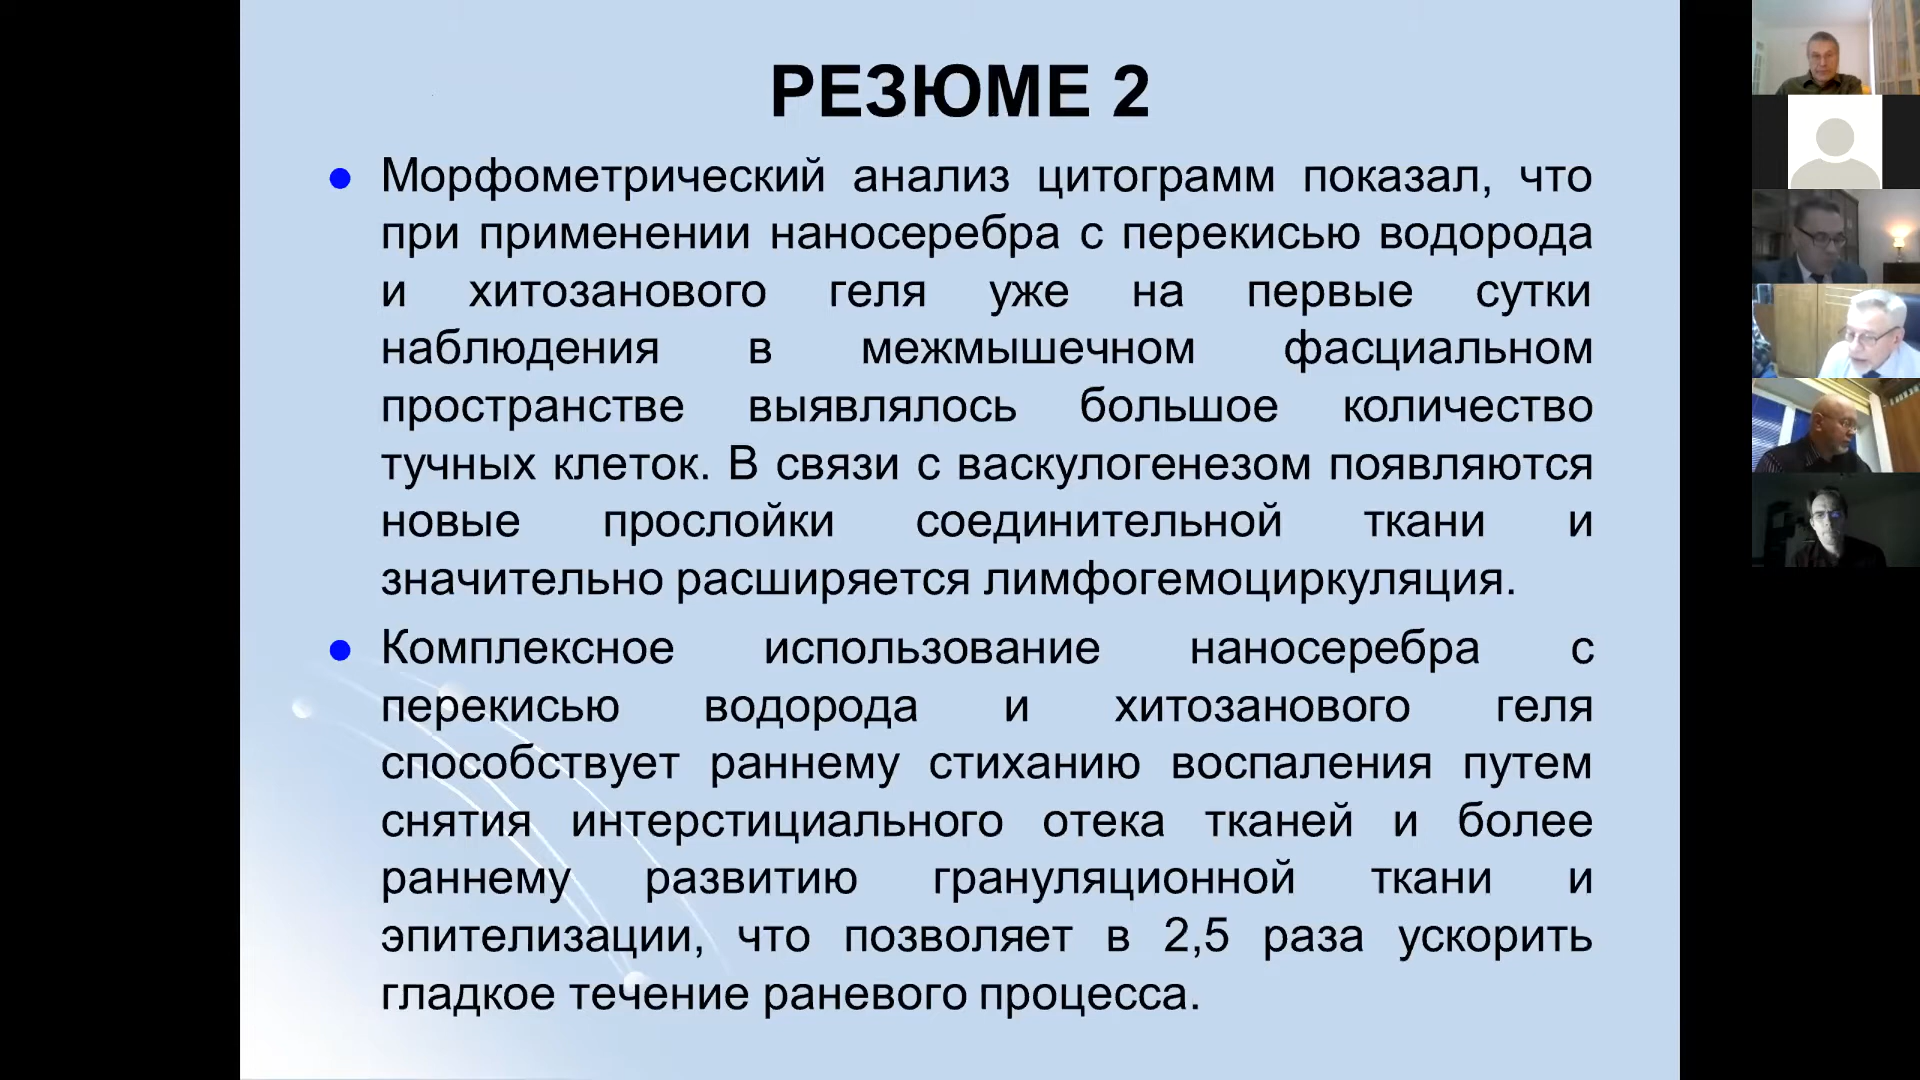 РЕЗЮМЕ 2
Морфометрический анализ цитограмм показал, что
при применении наносеребра с перекисью водорода
и хитозанового геля уже на первые сутки
наблюдения в межмышечном фасциальном
пространстве выявлялось большое количество
тучных клеток. В связи с васкулогенезом появляются
новые прослойки соединительной ткани и
значительно расширяется лимфогемоциркуляция.
Комплексное использование наносеребра с
перекисью водорода и хитозанового геля
способствует раннему стиханию воспаления путем
снятия интерстициального отека тканей и более
раннему развитию грануляционной ткани и
эпителизации, что позволяет в 2,5 раза ускорить
гладкое течение раневого процесса.